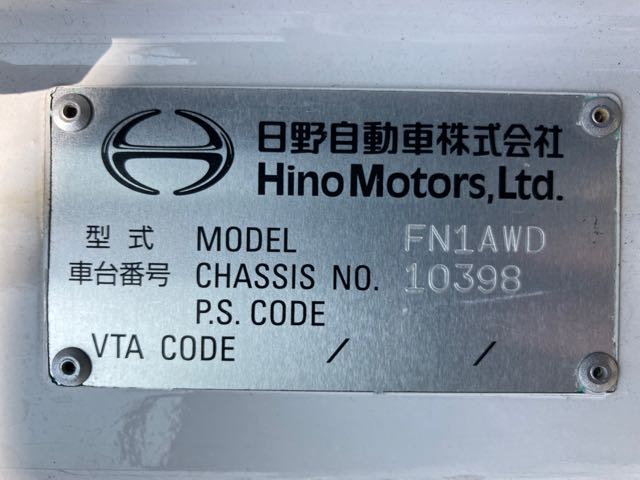 日野自動車株式会社
Hino Motors, Ltd.
型式 MODEL FN1AWD
車台番号 CHASSIS NO. 10398
P.S. CODE
VTA CODE / /